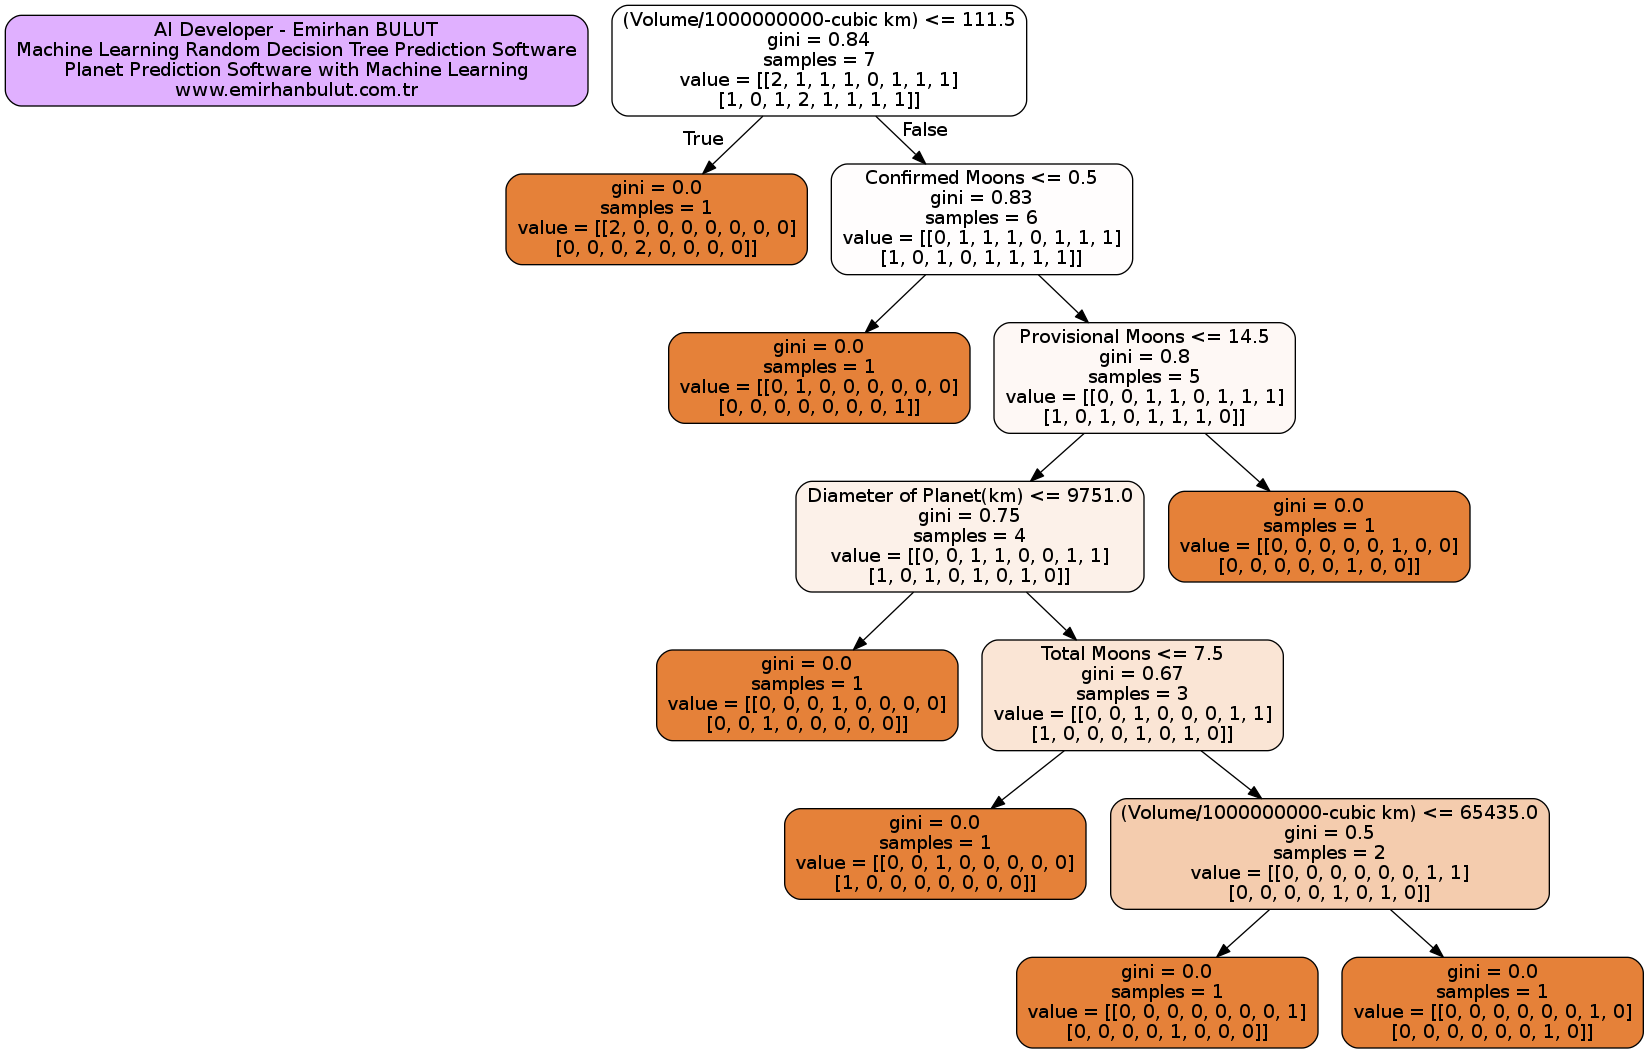 AI Developer - Emirhan BULUT
Machine Learning Random Decision Tree Prediction Software
Planet Prediction Software with Machine Learning
www.emirhanbulut.com.tr
(Volume/1000000000-cubic km) <= 111.5
gini = 0.84
samples = 7
value = [[2, 1, 1, 1, 0, 1, 1, 1]
[1, 0, 1, 2, 1, 1, 1, 1]]
True
False
gini = 0.0
samples = 1
value = [[2, 0, 0, 0, 0, 0, 0, 0]
[0, 0, 0, 2, 0, 0, 0, 0]]
Confirmed Moons <= 0.5
gini = 0.83
samples = 6
value = [[0, 1, 1, 1, 0, 1, 1, 1]
[1, 0, 1, 0, 1, 1, 1, 1]]
gini = 0.0
samples = 1
value = [[0, 1, 0, 0, 0, 0, 0, 0]
[0, 0, 0, 0, 0, 0, 0, 1]]
Provisional Moons <= 14.5
gini = 0.8
samples = 5
value = [[0, 0, 1, 1, 0, 1, 1, 1]
[1, 0, 1, 0, 1, 1, 1, 0]]
Diameter of Planet(km) <= 9751.0
gini = 0.75
samples = 4
value = [[0, 0, 1, 1, 0, 0, 1, 1]
[1, 0, 1, 0, 1, 0, 1, 0]]
gini = 0.0
samples = 1
value = [[0, 0, 0, 0, 0, 1, 0, 0]
[0, 0, 0, 0, 0, 1, 0, 0]]
gini = 0.0
samples = 1
value = [[0, 0, 0, 1, 0, 0, 0, 0]
[0, 0, 1, 0, 0, 0, 0, 0]]
Total Moons <= 7.5
gini = 0.67
samples = 3
value = [[0, 0, 1, 0, 0, 0, 1, 1]
[1, 0, 0, 0, 1, 0, 1, 0]]
gini = 0.0
samples = 1
value = [[0, 0, 1, 0, 0, 0, 0, 0]
[1, 0, 0, 0, 0, 0, 0, 0]]
(Volume/1000000000-cubic km) <= 65435.0
gini = 0.5
samples = 2
value = [[0, 0, 0, 0, 0, 0, 1, 1]
[0, 0, 0, 0, 1, 0, 1, 0]]
gini = 0.0
samples = 1
value = [[0, 0, 0, 0, 0, 0, 0, 1]
[0, 0, 0, 0, 1, 0, 0, 0]]
gini = 0.0
samples = 1
value = [[0, 0, 0, 0, 0, 0, 1, 0]
[0, 0, 0, 0, 0, 0, 1, 0]]